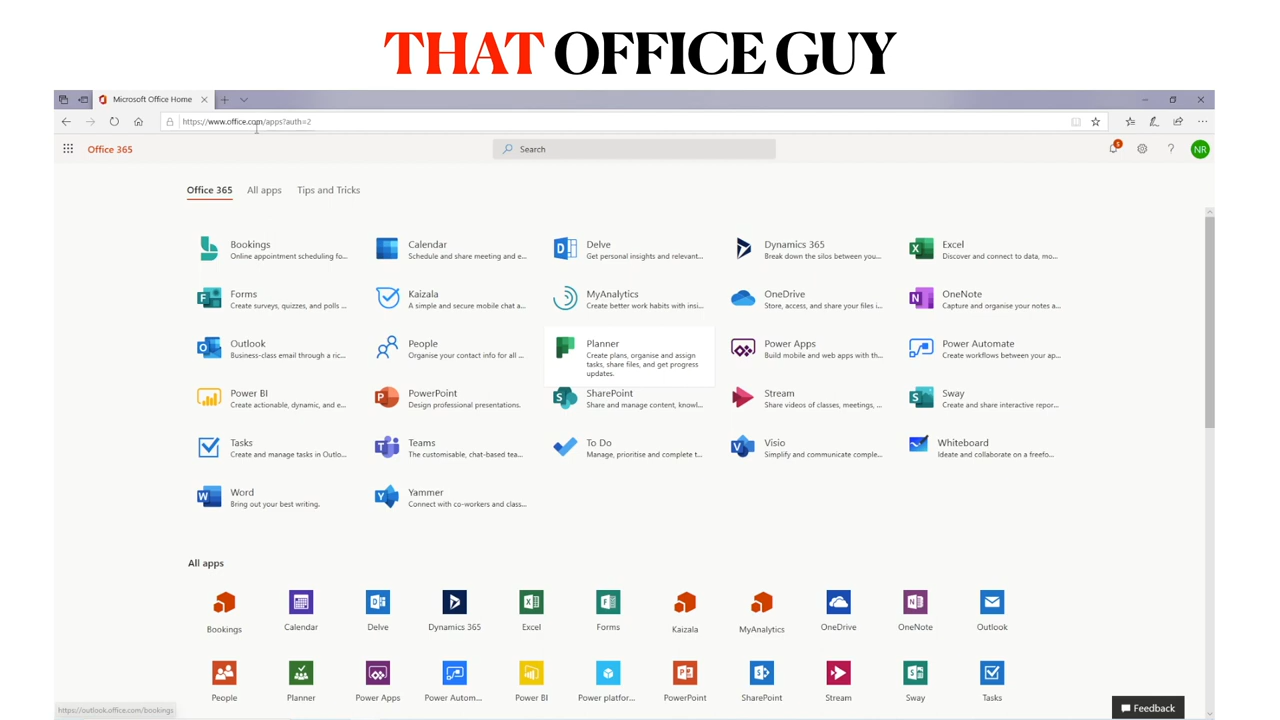 THAT OFFICE GUY
Microsoft Office Home
https://www.office.com/apps?auth=2
Office 365
Search
5
NR
Office 365 All apps Tips and Tricks
Bookings
Online appointment scheduling fo...
Calendar
Schedule and share meeting and e...
Delve
Get personal insights and relevant...
Dynamics 365
Break down the silos between you...
Excel
Discover and connect to data, mo...
Forms
Create surveys, quizzes, and polls ...
Kaizala
A simple and secure mobile chat a...
MyAnalytics
Create better work habits with insi...
OneDrive
Store, access, and share your files i...
OneNote
Capture and organise your notes a...
Outlook
Business-class email through a ric...
People
Organise your contact info for all ...
Planner
Create plans, organise and assign
tasks, share files, and get progress
updates.
Power Apps
Build mobile and web apps with th...
Power Automate
Create workflows between your ap...
Power BI
Create actionable, dynamic, and e...
PowerPoint
Design professional presentations.
SharePoint
Share and manage content, knowl...
Stream
Share videos of classes, meetings, ...
Sway
Create and share interactive repor...
Tasks
Create and manage tasks in Outlo...
Teams
The customisable, chat-based tea...
To Do
Manage, prioritise and complete t...
Visio
Simplify and communicate comple...
Whiteboard
Ideate and collaborate on a freefo...
Word
Bring out your best writing.
Yammer
Connect with co-workers and class...
All apps
Bookings Calendar Delve Dynamics 365 Excel Forms Kaizala MyAnalytics OneDrive OneNote Outlook
People Planner Power Apps Power Autom... Power BI Power platfor... PowerPoint SharePoint Stream Sway Tasks
https://outlook.office.com/bookings
Feedback